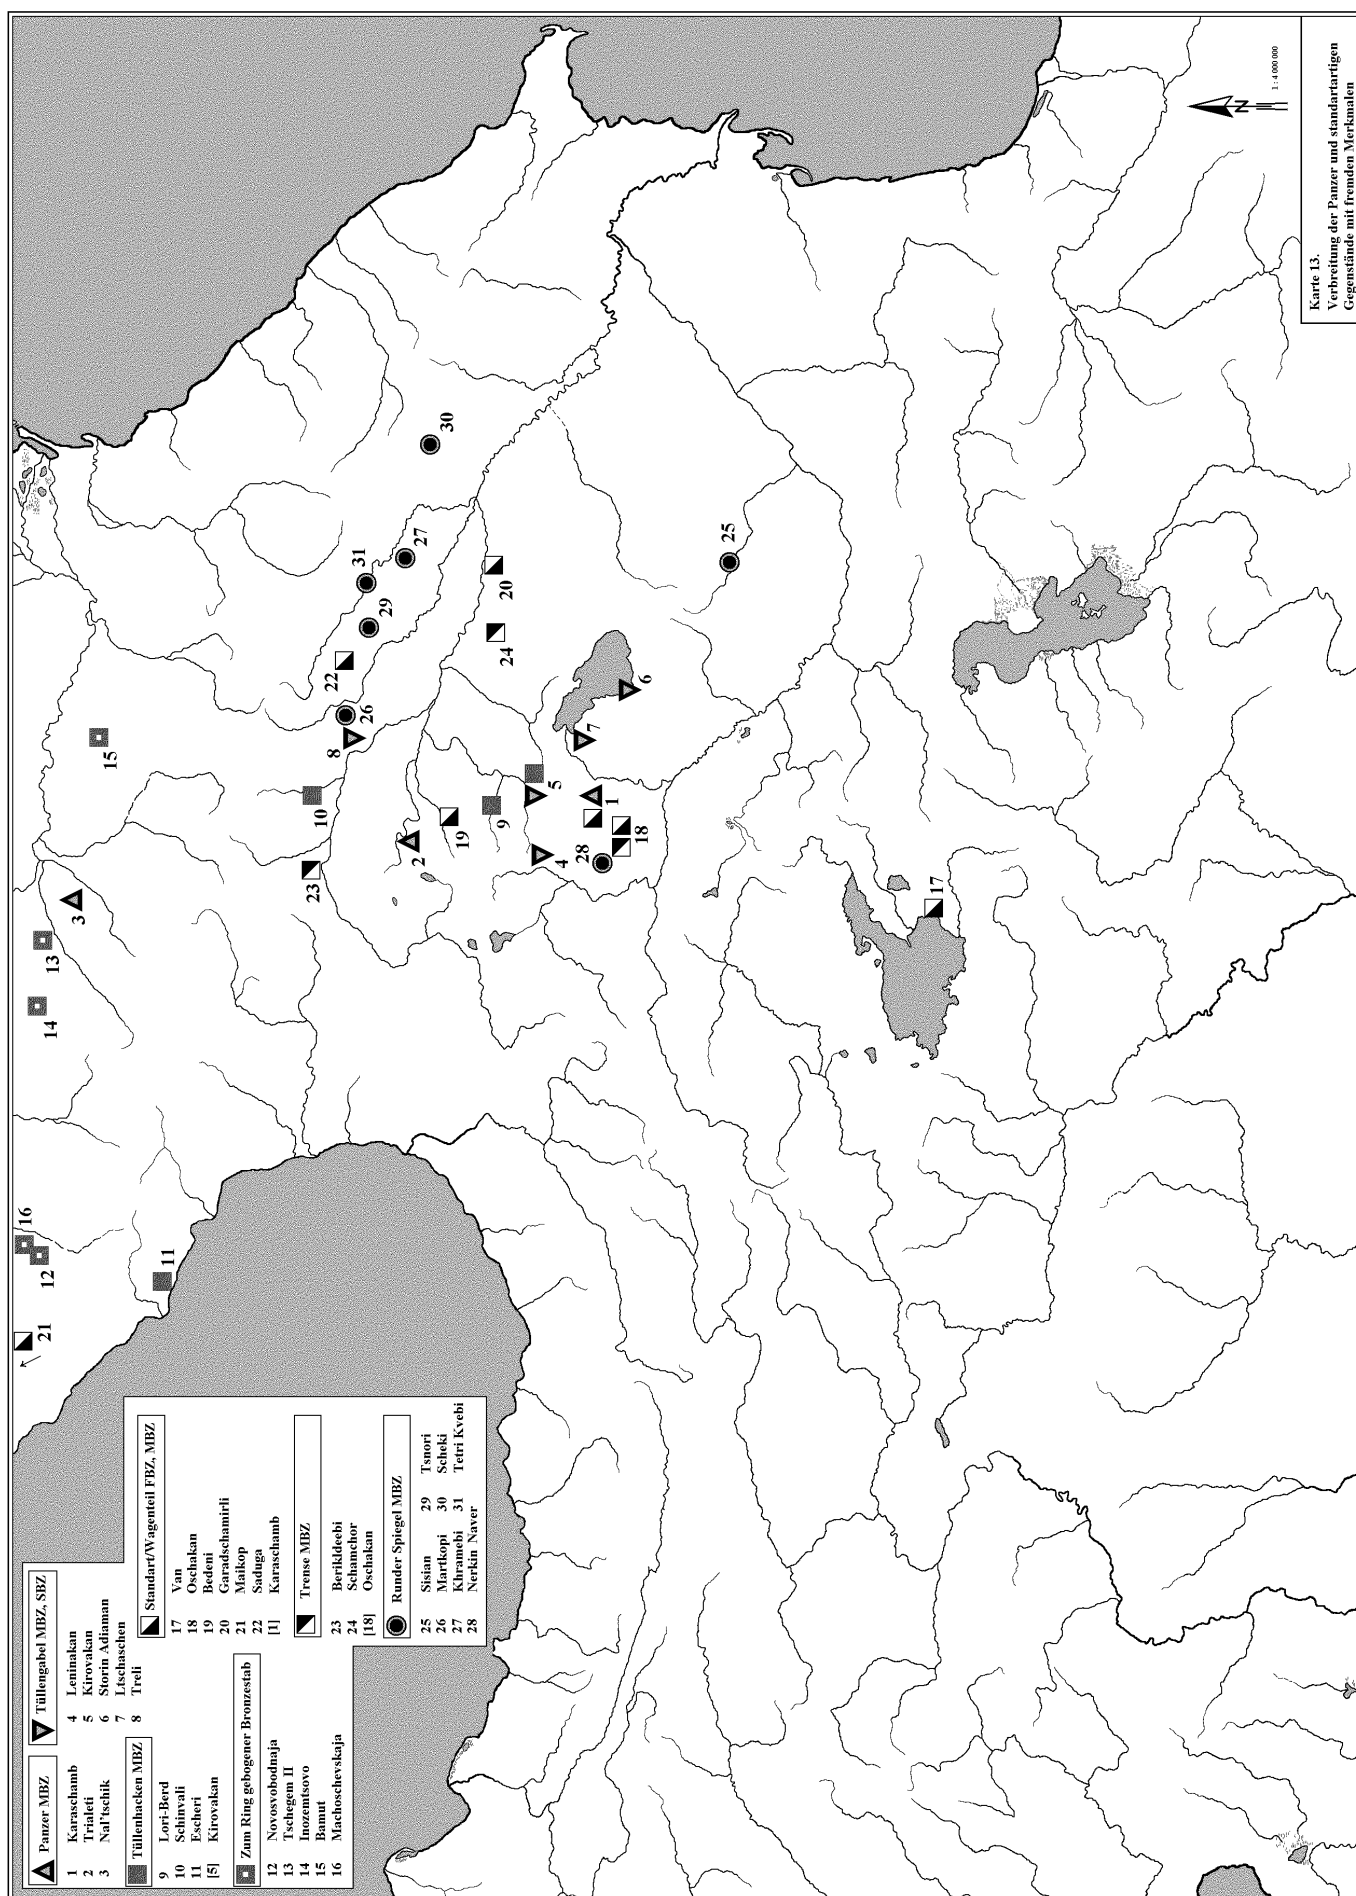 Panzer MBZ
1 Karaschamb
2 Trialeti
3 Nal'tschik
Tüllengabel MBZ, SBZ
4 Leninakan
5 Kirovakan
6 Storin Adiaman
7 Ltschaschen
8 Treli
Tüllenhacken MBZ
9 Lori-Berd
10 Schinvali
11 Escheri
[5] Kirovakan
Zum Ring gebogener Bronzestab
12 Novosvobodnaja
13 Tschegem II
14 Inozemtsovo
15 Bamut
16 Machoschevskaja
Standart/Wagenteil FBZ, MBZ
17 Van
18 Oschakan
19 Bedeni
20 Garadschamirli
21 Maikop
22 Saduga
[1] Karaschamb
Trense MBZ
23 Berikldeebi
24 Schamchor
[18] Oschakan
Runder Spiegel MBZ
25 Sisian
26 Martkopi
27 Khramebi
28 Nerkin Naver
29 Tsnori
30 Scheki
31 Tetri Kvebi
21
12
16
11
14
13
3
15
23
10
8
26
22
29
31
27
30
2
19
9
5
4
28
1
18
7
6
24
20
25
17
N
1 : 4 000 000
Karte 13.
Verbreitung der Panzer und standartartigen
Gegenstände mit fremden Merkmalen